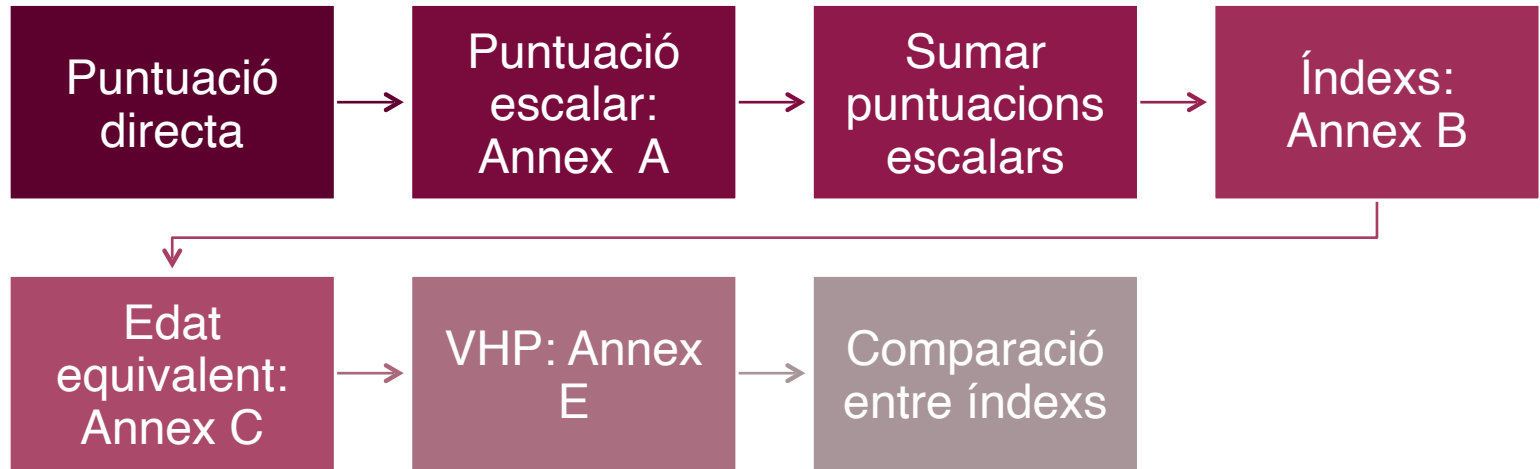 Puntuació
directa
Puntuació
escalar:
Annex A
Sumar
puntuacions
escalars
Índexs:
Annex B
Edat
equivalent:
Annex C
VHP: Annex
E
Comparació
entre índexs